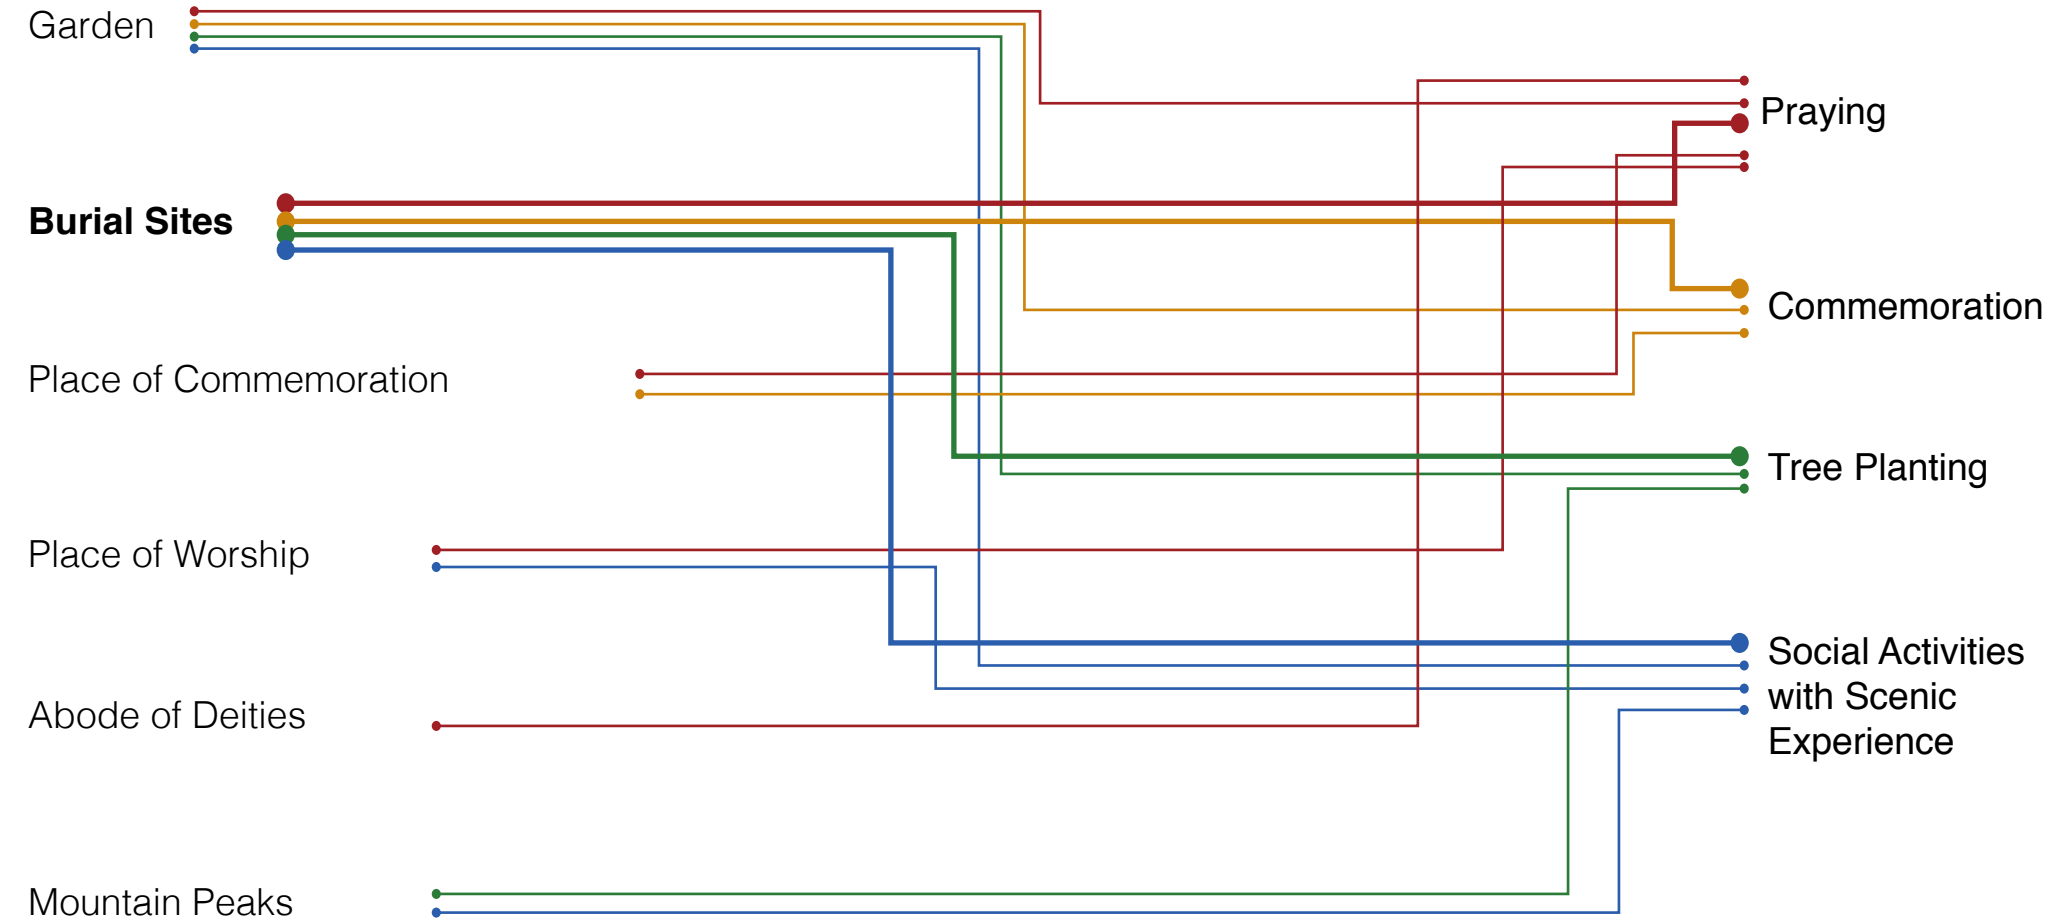 Garden
Praying
Burial Sites
Commemoration
Place of Commemoration
Tree Planting
Place of Worship
Social Activities
with Scenic
Experience
Abode of Deities
Mountain Peaks